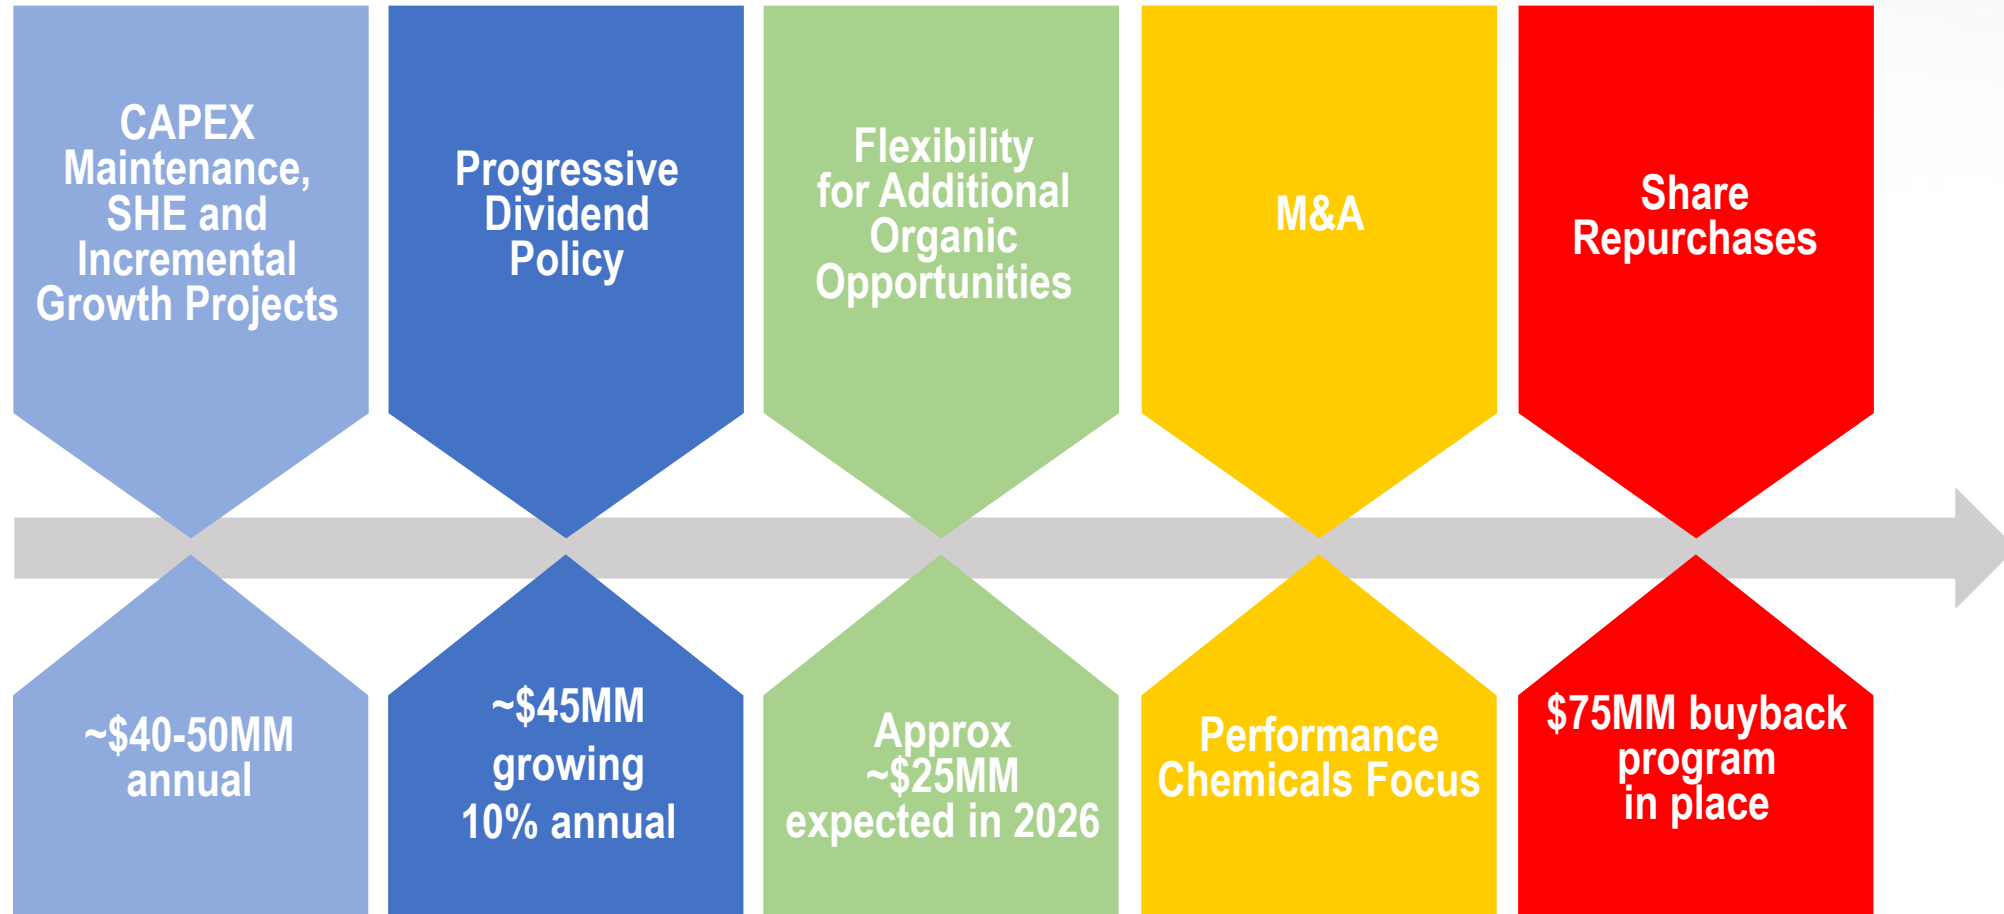 CAPEX
Maintenance,
SHE and
Incremental
Growth Projects
Progressive
Dividend
Policy
Flexibility
for Additional
Organic
Opportunities
M&A
Share
Repurchases
~$40-50MM
annual
~$45MM
growing
10% annual
Approx
~$25MM
expected in 2026
Performance
Chemicals Focus
$75MM buyback
program
in place